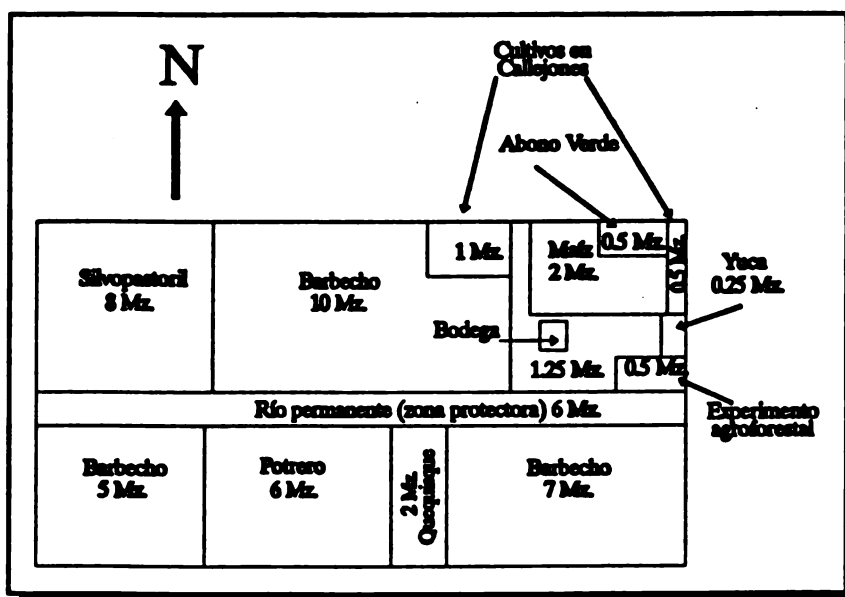 N
Cultivos en
Callejones
Abono Verde
Silvopastoril
8 Mz.
Barbecho
10 Mz.
1 Mz.
Maíz
2 Mz.
0.5 Mz.
0.5 Mz.
Yuca
0.25 Mz.
Bodega
1.25 Mz.
0.5 Mz.
Experimento
agroforestal
Río permanente (zona protectora) 6 Mz.
Barbecho
5 Mz.
Potrero
6 Mz.
2 Mz.
Quequisque
Barbecho
7 Mz.